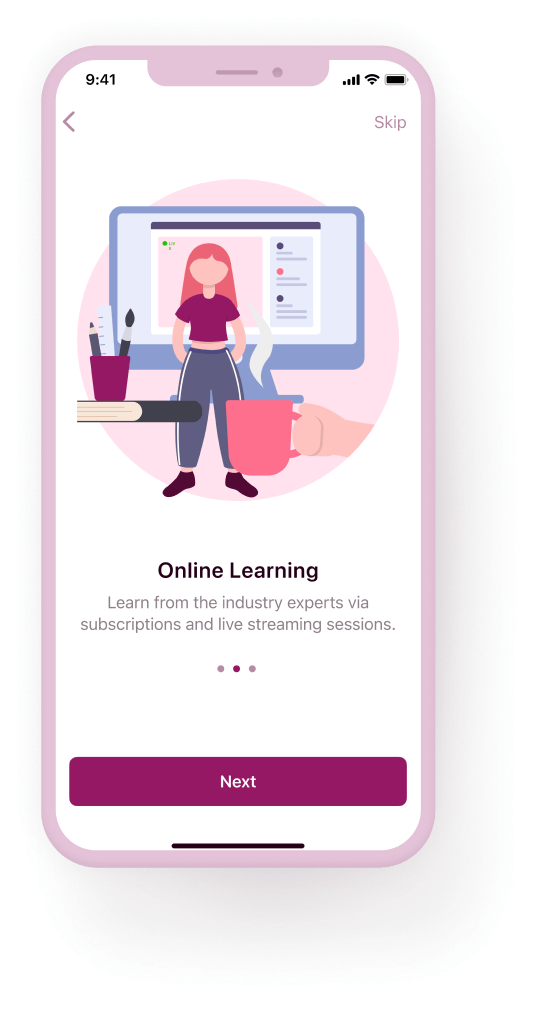 9:41
Skip
Online Learning
Learn from the industry experts via
subscriptions and live streaming sessions.
Next